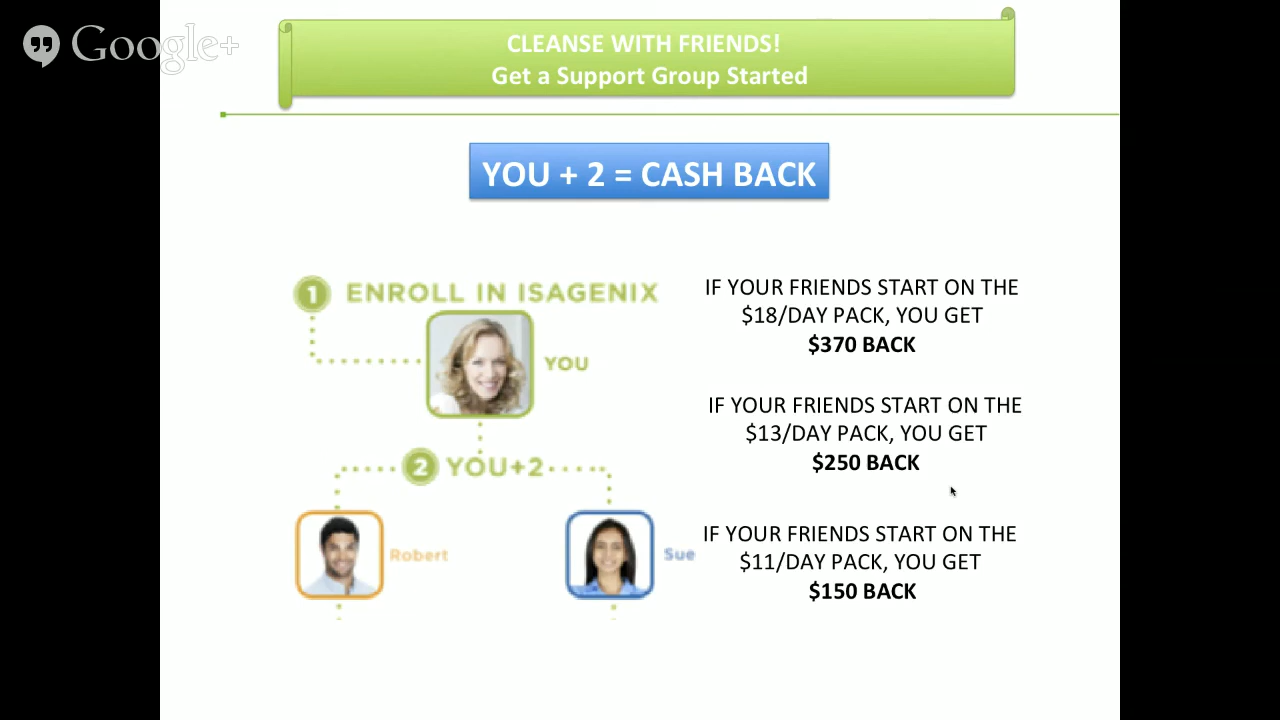 Google+
CLEANSE WITH FRIENDS!
Get a Support Group Started
YOU + 2 = CASH BACK
1 ENROLL IN ISAGENIX
YOU
2 YOU+2
Robert
Sue
IF YOUR FRIENDS START ON THE
$18/DAY PACK, YOU GET
$370 BACK
IF YOUR FRIENDS START ON THE
$13/DAY PACK, YOU GET
$250 BACK
IF YOUR FRIENDS START ON THE
$11/DAY PACK, YOU GET
$150 BACK